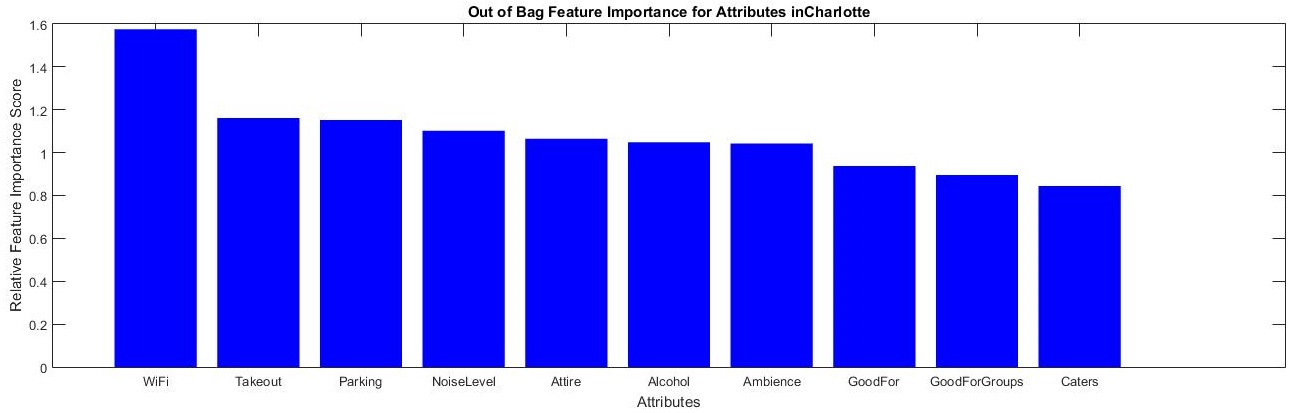 Out of Bag Feature Importance for Attributes inCharlotte
Relative Feature Importance Score
1.6
1.4
1.2
1
0.8
0.6
0.4
0.2
0
WiFi Takeout Parking NoiseLevel Attire Alcohol Ambience GoodFor GoodForGroups Caters
Attributes